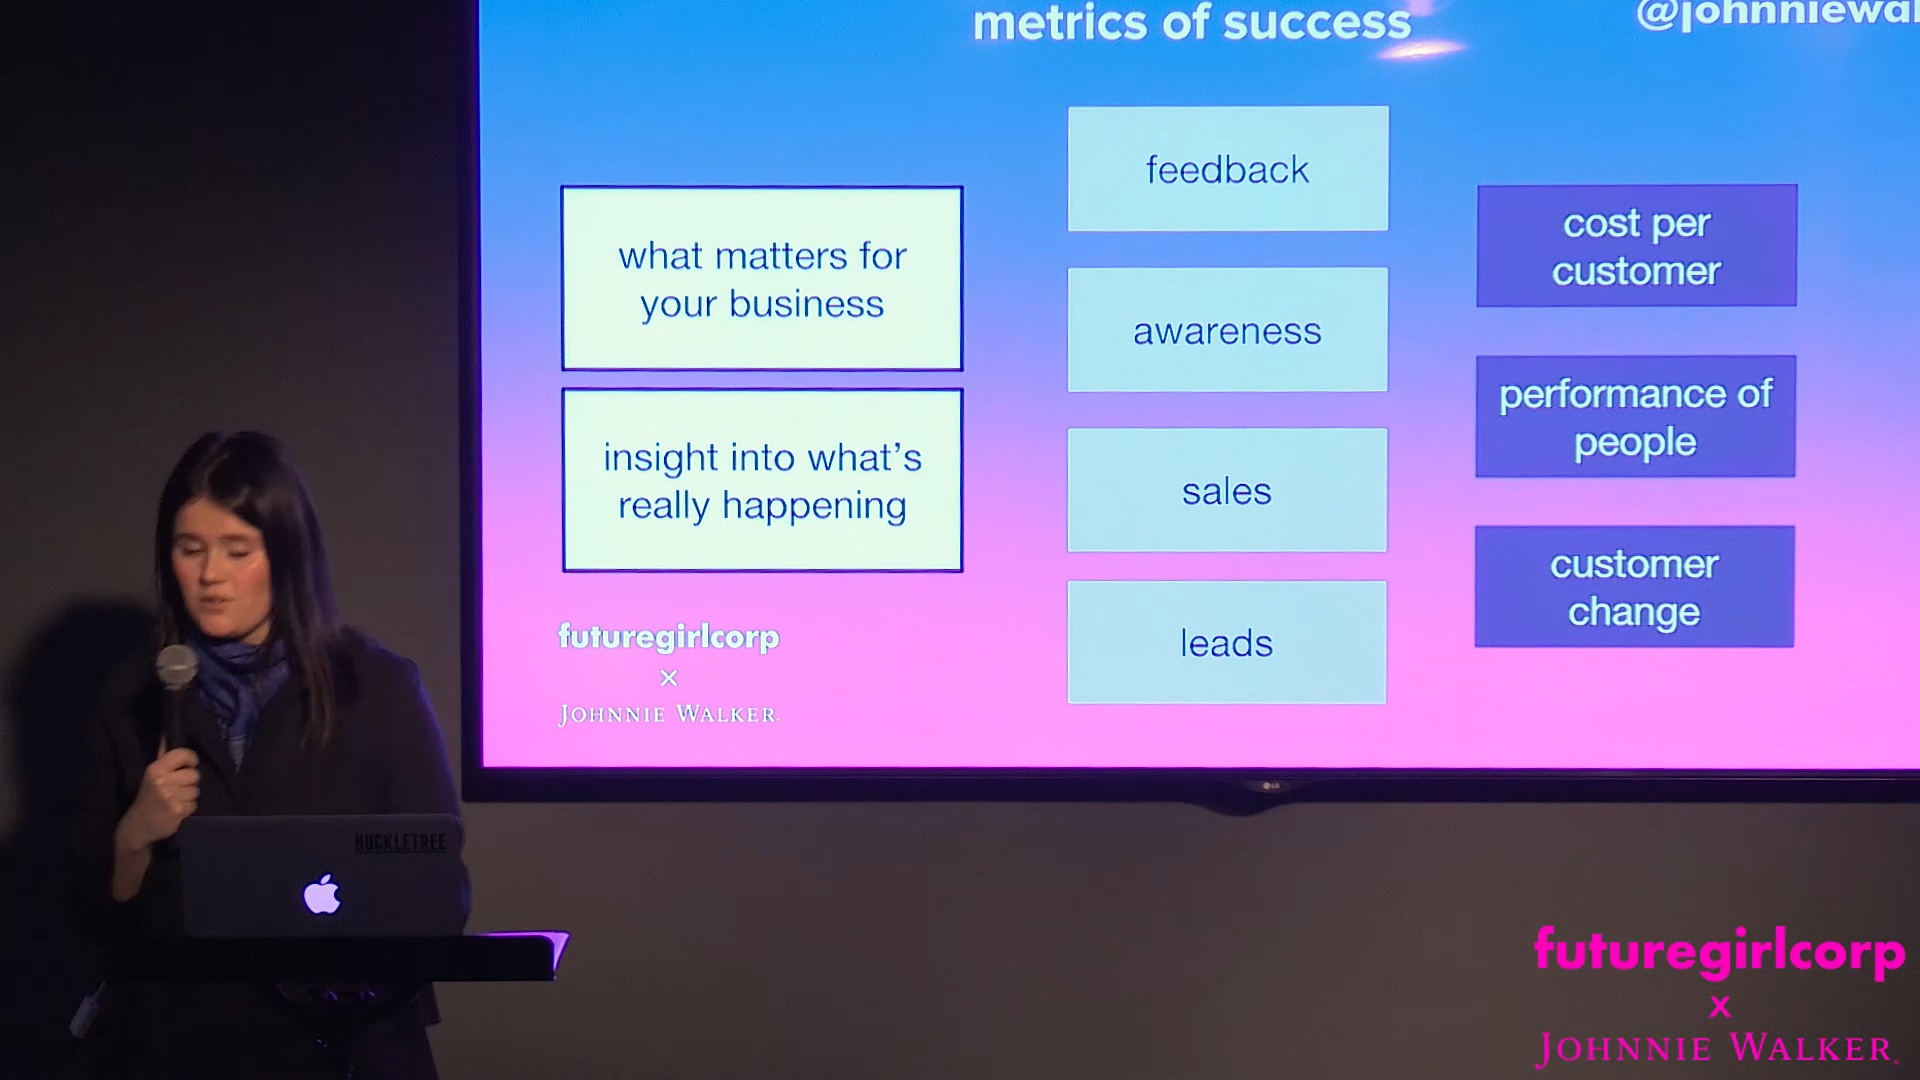 metrics of success
what matters for
your business
insight into what's
really happening
feedback
awareness
sales
leads
cost per
customer
performance of
people
customer
change
futuregirlcorp
x
JOHNNIE WALKER.
HUCKLETREE
LG
futuregirlcorp
x
JOHNNIE WALKER.